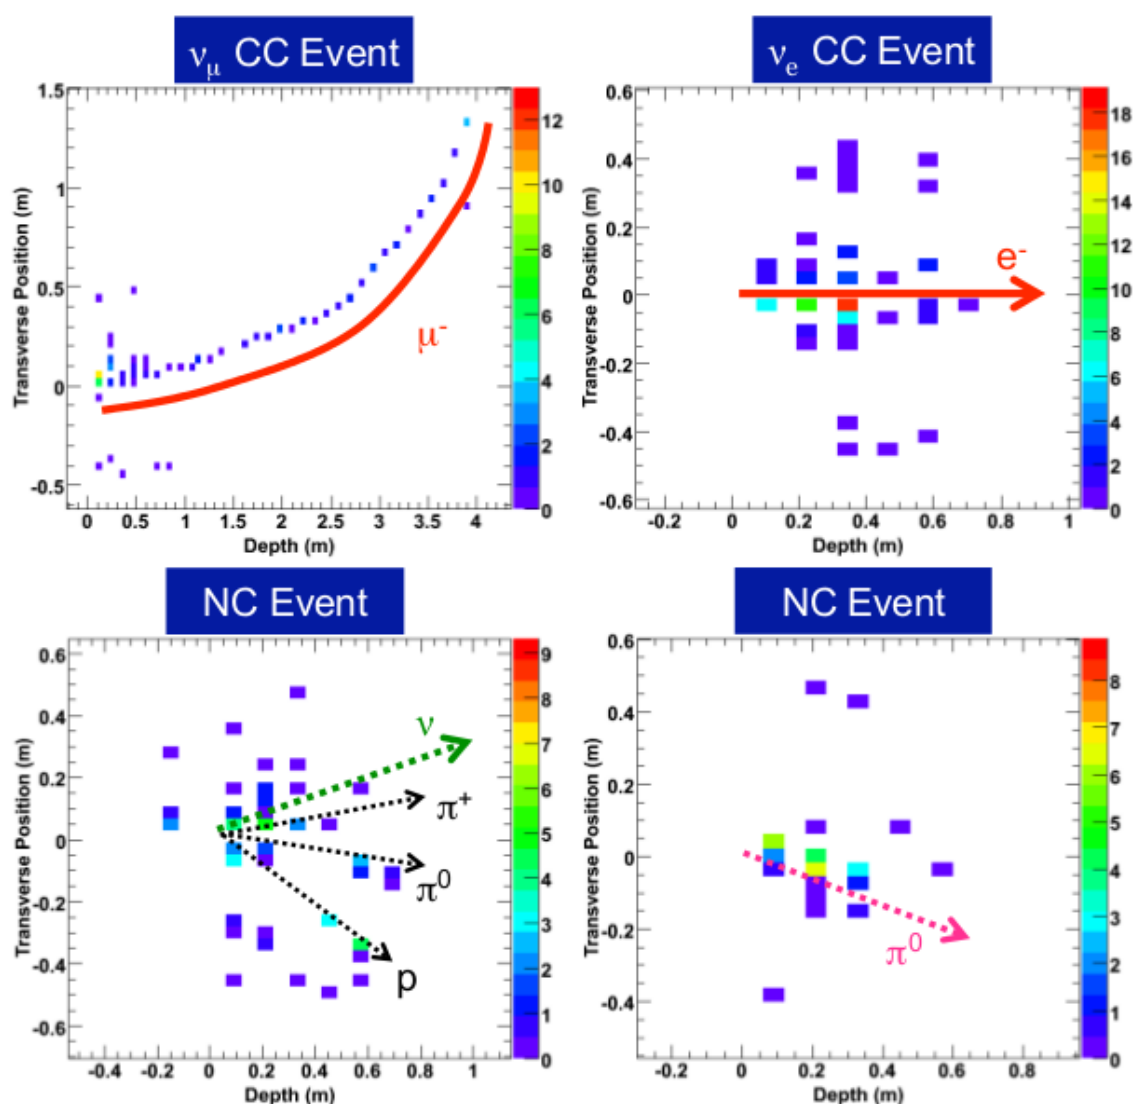 ν_μ CC Event
1.5
1
0.5
0
-0.5
Transverse Position (m)
μ⁻
12
10
8
6
4
2
0
0 0.5 1 1.5 2 2.5 3 3.5 4
Depth (m)
ν_e CC Event
0.6
0.4
0.2
0
-0.2
-0.4
-0.6
Transverse Position (m)
e⁻
18
16
14
12
10
8
6
4
2
0
-0.2 0 0.2 0.4 0.6 0.8 1
Depth (m)
NC Event
0.6
0.4
0.2
0
-0.2
-0.4
-0.6
Transverse Position (m)
ν
π⁺
π⁰
p
9
8
7
6
5
4
3
2
1
0
-0.4 -0.2 0 0.2 0.4 0.6 0.8 1
Depth (m)
NC Event
0.6
0.4
0.2
0
-0.2
-0.4
Transverse Position (m)
π⁰
8
7
6
5
4
3
2
1
0
-0.2 0 0.2 0.4 0.6 0.8
Depth (m)